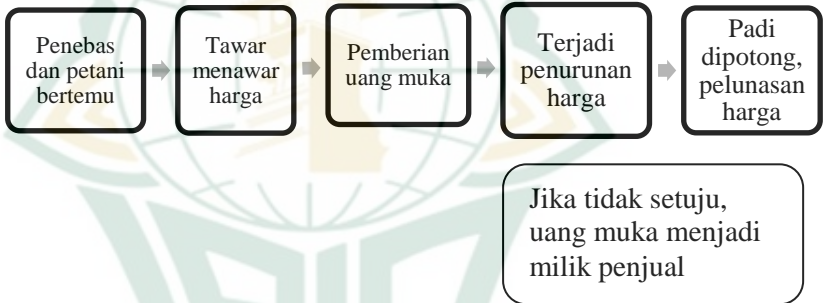 Penebas
dan petani
bertemu
Tawar
menawar
harga
Pemberian
uang muka
Terjadi
penurunan
harga
Padi
dipotong,
pelunasan
harga
Jika tidak setuju,
uang muka menjadi
milik penjual